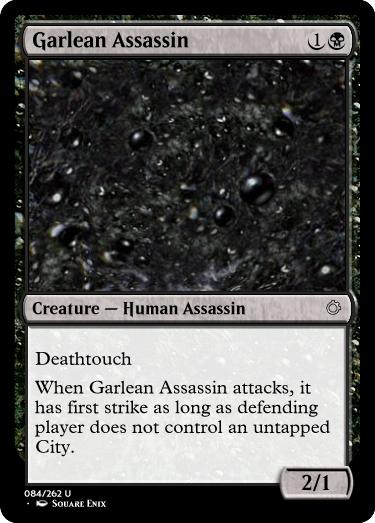 Garlean Assassin 1
Creature — Human Assassin
Deathtouch
When Garlean Assassin attacks, it
has first strike as long as defending
player does not control an untapped
City.
2/1
084/262 U
· Square Enix